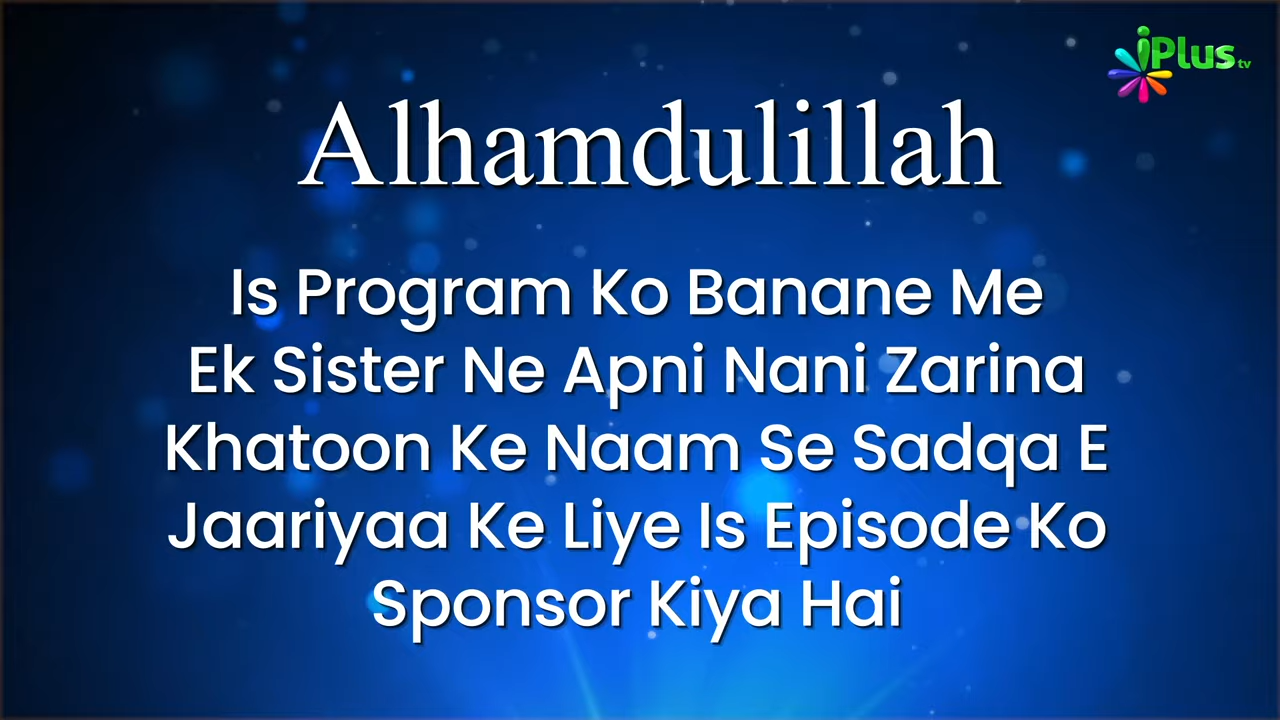 iPlus tv
Alhamdulillah
Is Program Ko Banane Me
Ek Sister Ne Apni Nani Zarina
Khatoon Ke Naam Se Sadqa E
Jaariyaa Ke Liye Is Episode Ko
Sponsor Kiya Hai